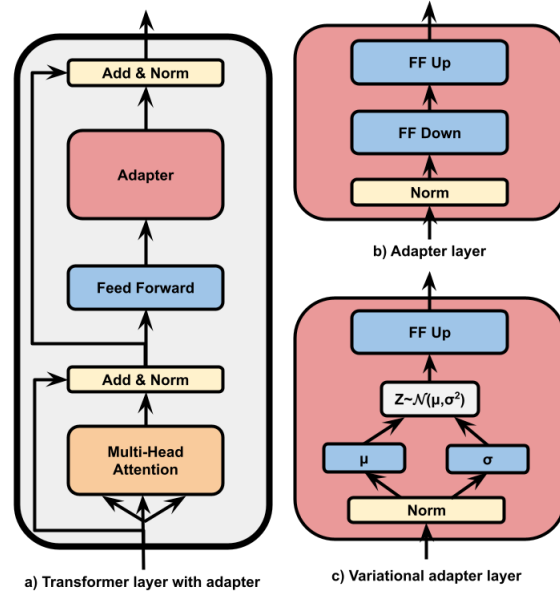 Add & Norm
Adapter
Feed Forward
Add & Norm
Multi-Head
Attention
a) Transformer layer with adapter
FF Up
FF Down
Norm
b) Adapter layer
FF Up
Z~𝒩(μ,σ²)
μ
σ
Norm
c) Variational adapter layer